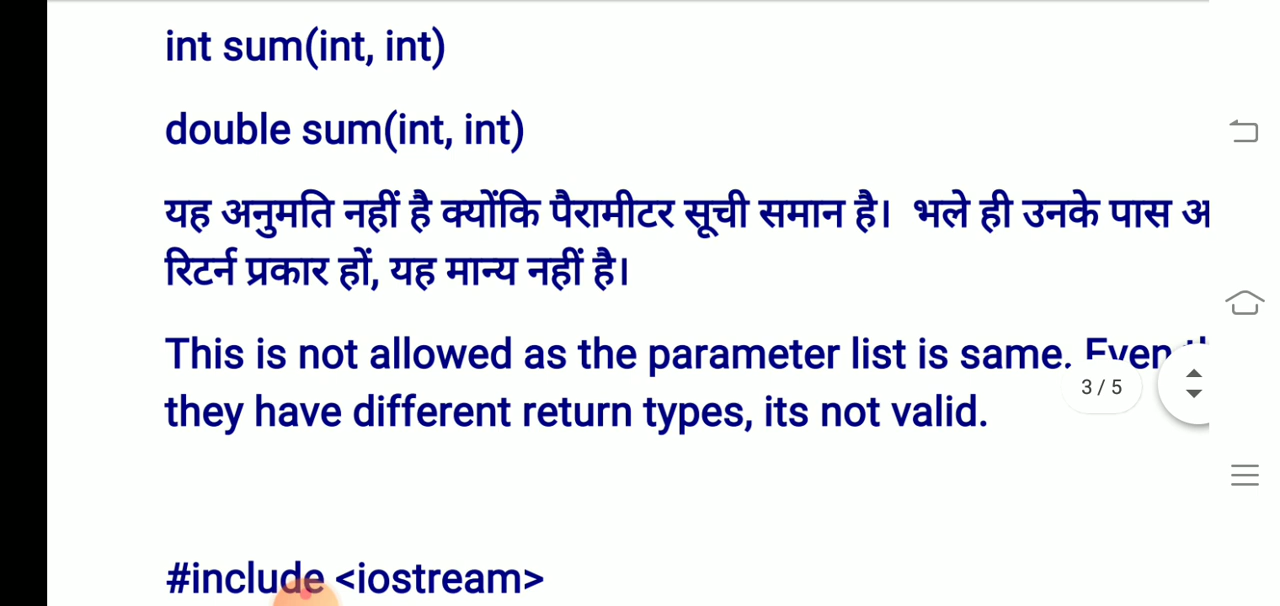 int sum(int, int)
double sum(int, int)
यह अनुमति नहीं है क्योंकि पैरामीटर सूची समान है। भले ही उनके पास
रिटर्न प्रकार हों, यह मान्य नहीं है।
This is not allowed as the parameter list is same. Even
3 / 5
they have different return types, its not valid.
#include <iostream>